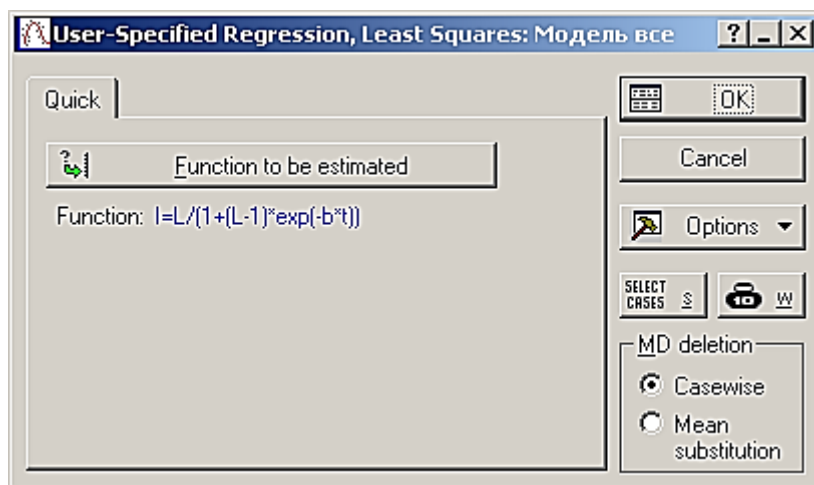 User-Specified Regression, Least Squares: Модель все
Quick
Function to be estimated
Function: I=L/(1+(L-1)*exp(-b*t))
OK
Cancel
Options
SELECT CASES S
W
MD deletion
Casewise
Mean
substitution